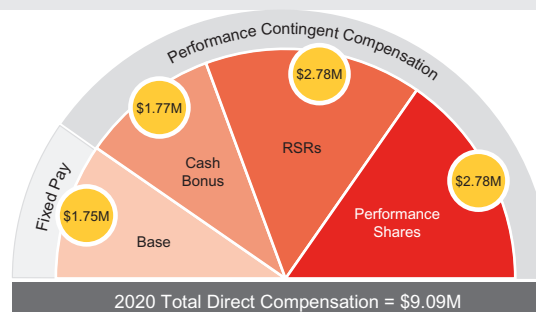 Performance Contingent Compensation
$2.78M
$1.77M
RSRs
Cash
Bonus
$2.78M
Fixed Pay
$1.75M
Performance
Shares
Base
2020 Total Direct Compensation = $9.09M